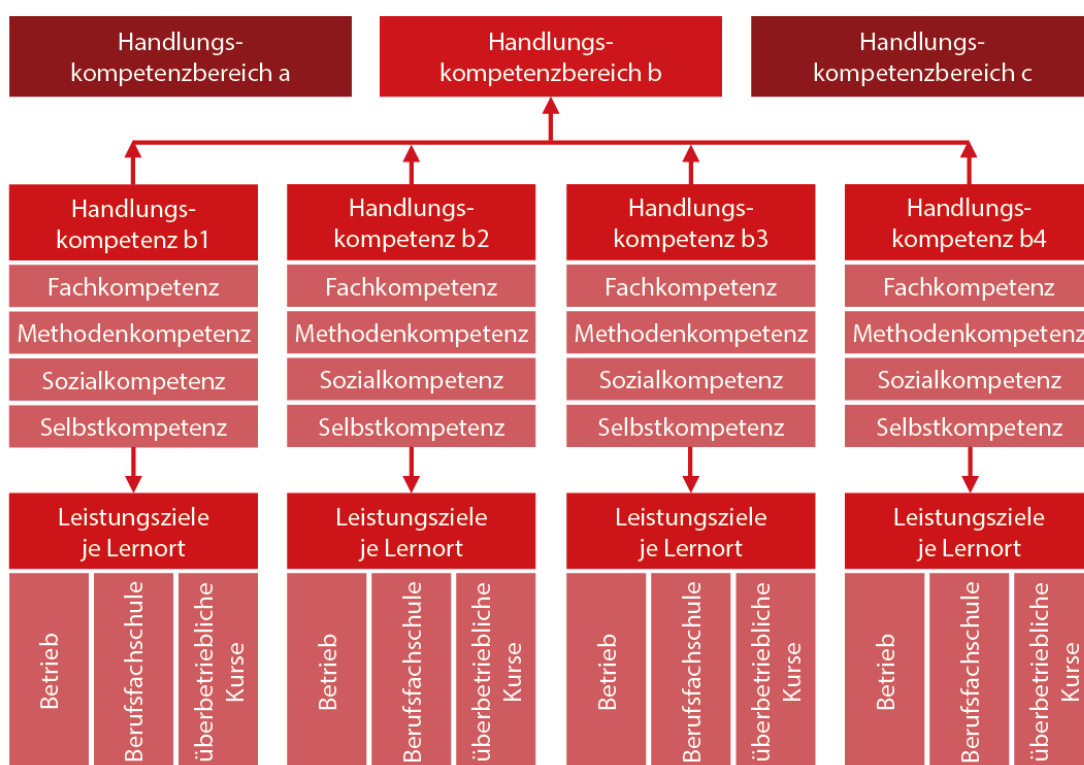 Handlungs-
kompetenzbereich a
Handlungs-
kompetenzbereich b
Handlungs-
kompetenzbereich c
Handlungs-
kompetenz b1
Fachkompetenz
Methodenkompetenz
Sozialkompetenz
Selbstkompetenz
Leistungsziele
je Lernort
Betrieb
Berufsfachschule
überbetriebliche
Kurse
Handlungs-
kompetenz b2
Fachkompetenz
Methodenkompetenz
Sozialkompetenz
Selbstkompetenz
Leistungsziele
je Lernort
Betrieb
Berufsfachschule
überbetriebliche
Kurse
Handlungs-
kompetenz b3
Fachkompetenz
Methodenkompetenz
Sozialkompetenz
Selbstkompetenz
Leistungsziele
je Lernort
Betrieb
Berufsfachschule
überbetriebliche
Kurse
Handlungs-
kompetenz b4
Fachkompetenz
Methodenkompetenz
Sozialkompetenz
Selbstkompetenz
Leistungsziele
je Lernort
Betrieb
Berufsfachschule
überbetriebliche
Kurse